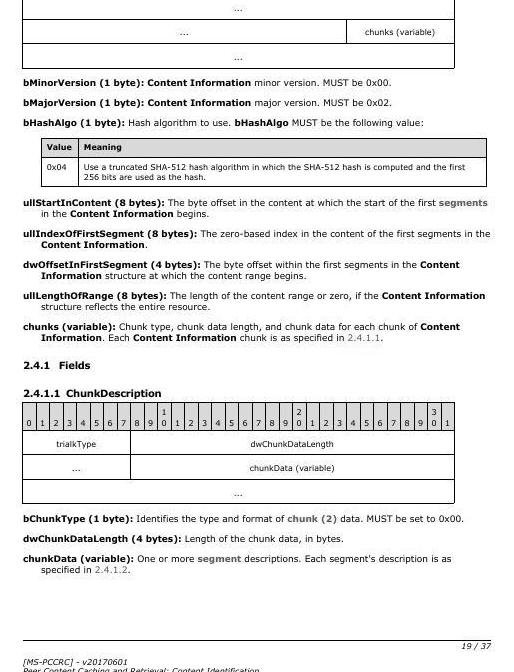 ...
... chunks (variable)
...
bMinorVersion (1 byte): Content Information minor version. MUST be 0x00.
bMajorVersion (1 byte): Content Information major version. MUST be 0x02.
bHashAlgo (1 byte): Hash algorithm to use. bHashAlgo MUST be the following value:
Value Meaning
0x04 Use a truncated SHA-512 hash algorithm in which the SHA-512 hash is computed and the first
256 bits are used as the hash.
ullStartInContent (8 bytes): The byte offset in the content at which the start of the first segments
in the Content Information begins.
ullIndexOfFirstSegment (8 bytes): The zero-based index in the content of the first segments in the
Content Information.
dwOffsetInFirstSegment (4 bytes): The byte offset within the first segments in the Content
Information structure at which the content range begins.
ullLengthOfRange (8 bytes): The length of the content range or zero, if the Content Information
structure reflects the entire resource.
chunks (variable): Chunk type, chunk data length, and chunk data for each chunk of Content
Information. Each Content Information chunk is as specified in 2.4.1.1.
2.4.1 Fields
2.4.1.1 ChunkDescription
1 2 3
0 1 2 3 4 5 6 7 8 9 0 1 2 3 4 5 6 7 8 9 0 1 2 3 4 5 6 7 8 9 0 1
trialkType dwChunkDataLength
... chunkData (variable)
...
bChunkType (1 byte): Identifies the type and format of chunk (2) data. MUST be set to 0x00.
dwChunkDataLength (4 bytes): Length of the chunk data, in bytes.
chunkData (variable): One or more segment descriptions. Each segment's description is as
specified in 2.4.1.2.
19 / 37
[MS-PCCRC] - v20170601
Peer Content Caching and Retrieval: Content Identification